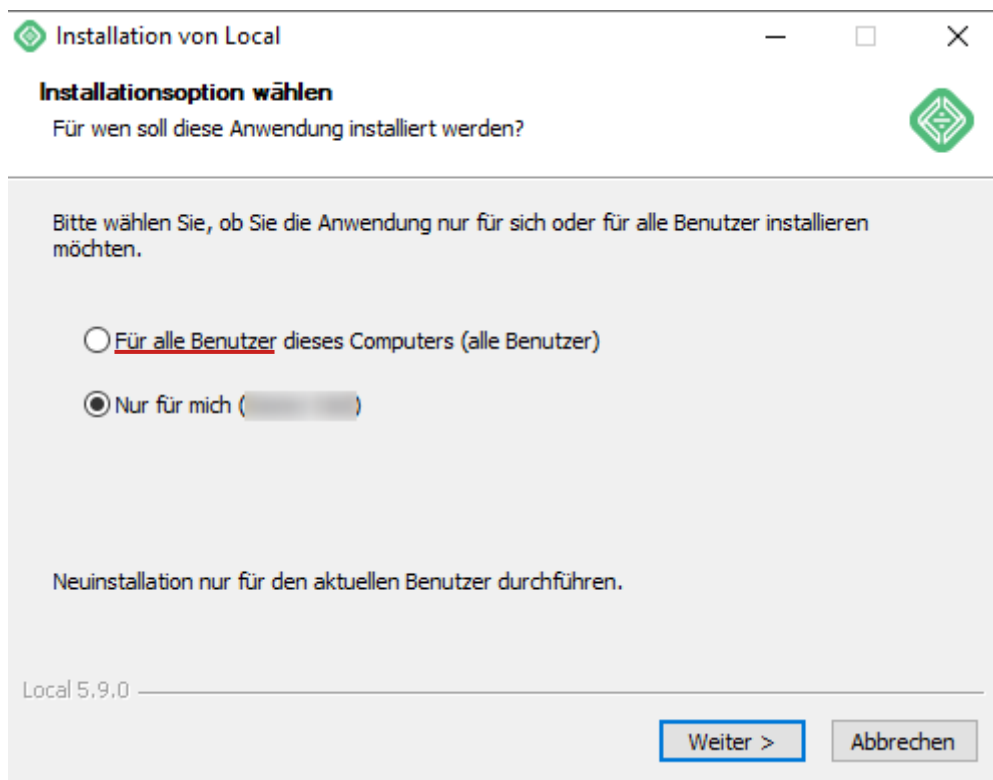 Installation von Local
Installationsoption wählen
Für wen soll diese Anwendung installiert werden?
Bitte wählen Sie, ob Sie die Anwendung nur für sich oder für alle Benutzer installieren
möchten.
Für alle Benutzer dieses Computers (alle Benutzer)
Nur für mich ( )
Neuinstallation nur für den aktuellen Benutzer durchführen.
Local 5.9.0
Weiter >
Abbrechen